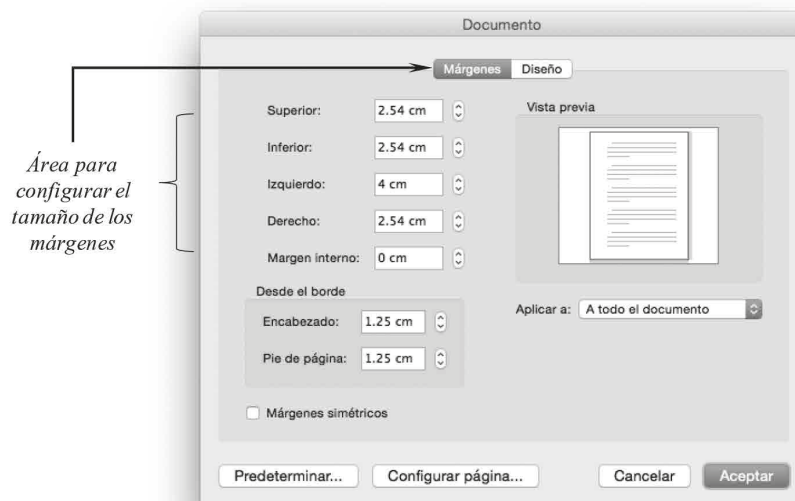 Documento
Márgenes Diseño
Área para
configurar el
tamaño de los
márgenes
Superior: 2.54 cm
Inferior: 2.54 cm
Izquierdo: 4 cm
Derecho: 2.54 cm
Margen interno: 0 cm
Desde el borde
Encabezado: 1.25 cm
Pie de página: 1.25 cm
Márgenes simétricos
Vista previa
Aplicar a: A todo el documento
Predeterminar... Configurar página... Cancelar Aceptar